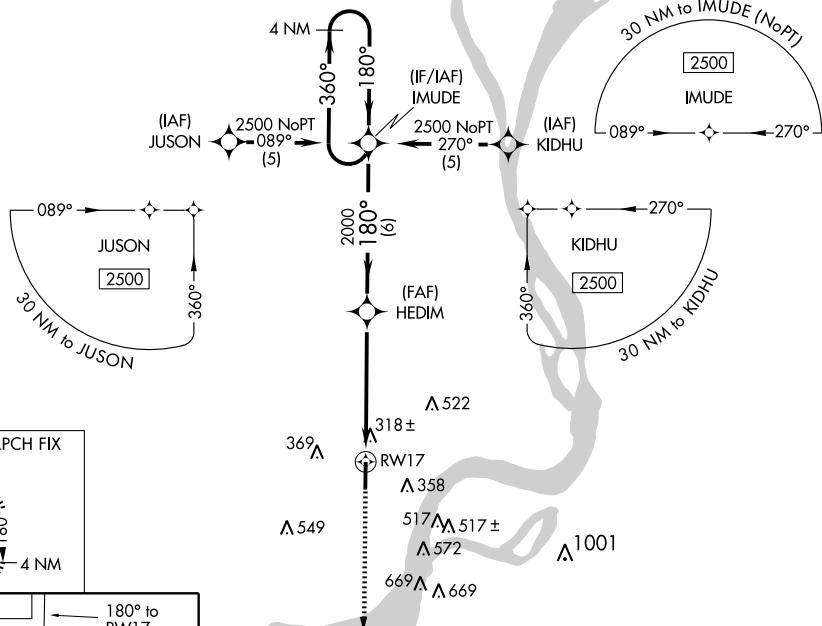 30 NM to IMUDE (NoPT)
4 NM
2500
360°
180°
(IF/IAF)
IMUDE
IMUDE
(IAF)
JUSON
2500 NoPT
089°
(5)
2500 NoPT
270°
(5)
(IAF)
KIDHU
089°
270°
089°
JUSON
2500
360°
30 NM to JUSON
2000
180°
(6)
270°
KIDHU
2500
360°
30 NM to KIDHU
(FAF)
HEDIM
522
318±
369
RW17
358
549
517
517±
572
1001
669
669
APCH FIX
180°
4 NM
180° to
RW17